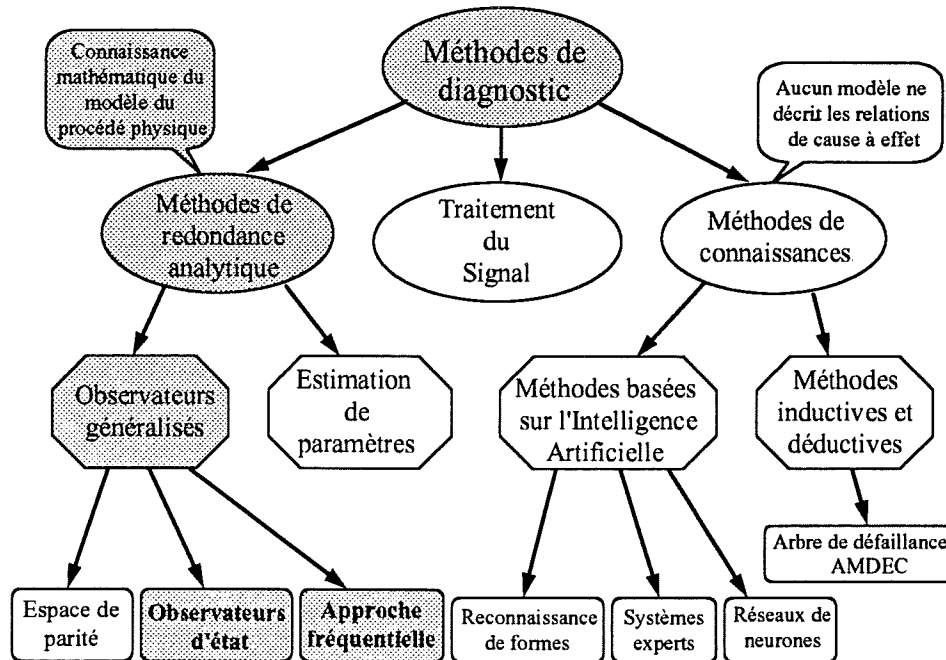 Connaissance
mathématique du
modèle du
procédé physique
Méthodes de
diagnostic
Aucun modèle ne
décrit les relations
de cause à effet
Méthodes de
redondance
analytique
Traitement
du
Signal
Méthodes de
connaissances
Observateurs
généralisés
Estimation
de
paramètres
Méthodes basées
sur l'Intelligence
Artificielle
Méthodes
inductives et
déductives
Espace de
parité
Observateurs
d'état
Approche
fréquentielle
Reconnaissance
de formes
Systèmes
experts
Réseaux de
neurones
Arbre de défaillance
AMDEC